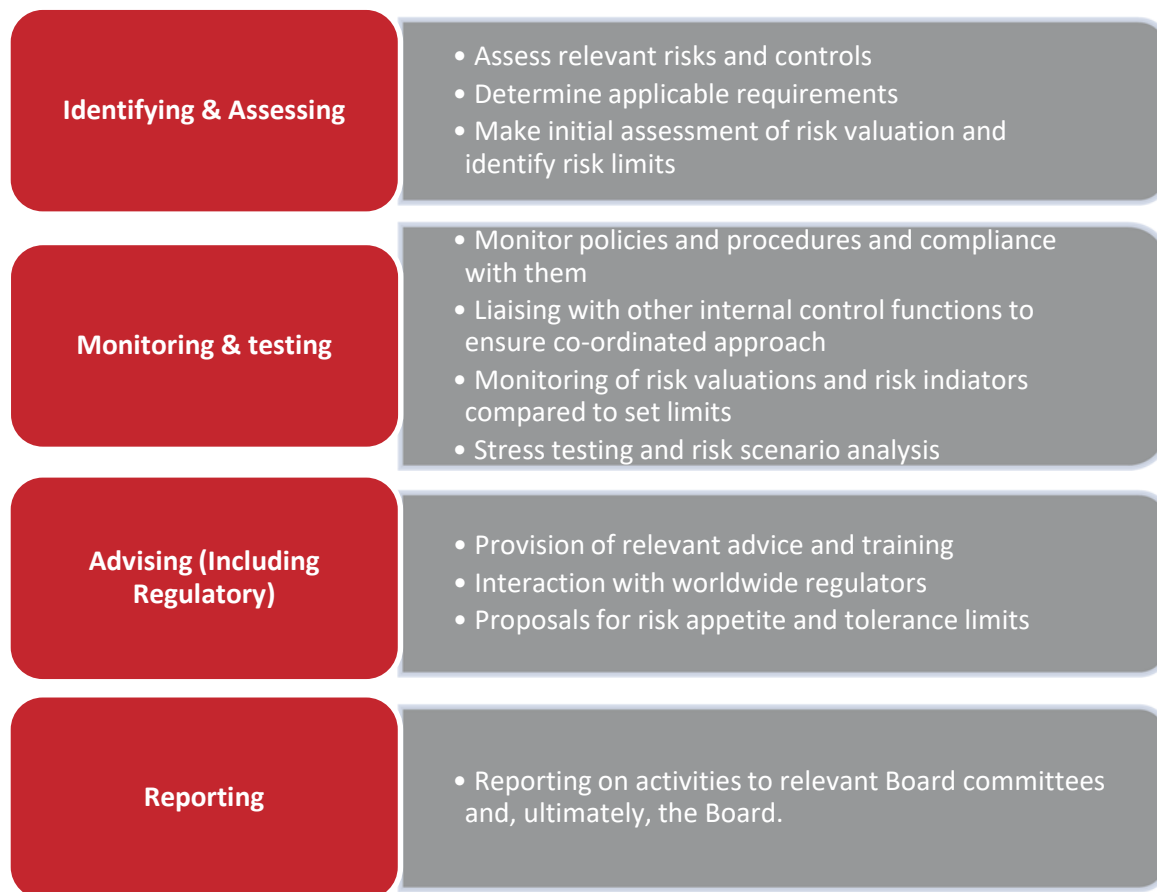 Identifying & Assessing
• Assess relevant risks and controls
• Determine applicable requirements
• Make initial assessment of risk valuation and
identify risk limits
Monitoring & testing
• Monitor policies and procedures and compliance
with them
• Liaising with other internal control functions to
ensure co-ordinated approach
• Monitoring of risk valuations and risk indiators
compared to set limits
• Stress testing and risk scenario analysis
Advising (Including
Regulatory)
• Provision of relevant advice and training
• Interaction with worldwide regulators
• Proposals for risk appetite and tolerance limits
Reporting
• Reporting on activities to relevant Board committees
and, ultimately, the Board.